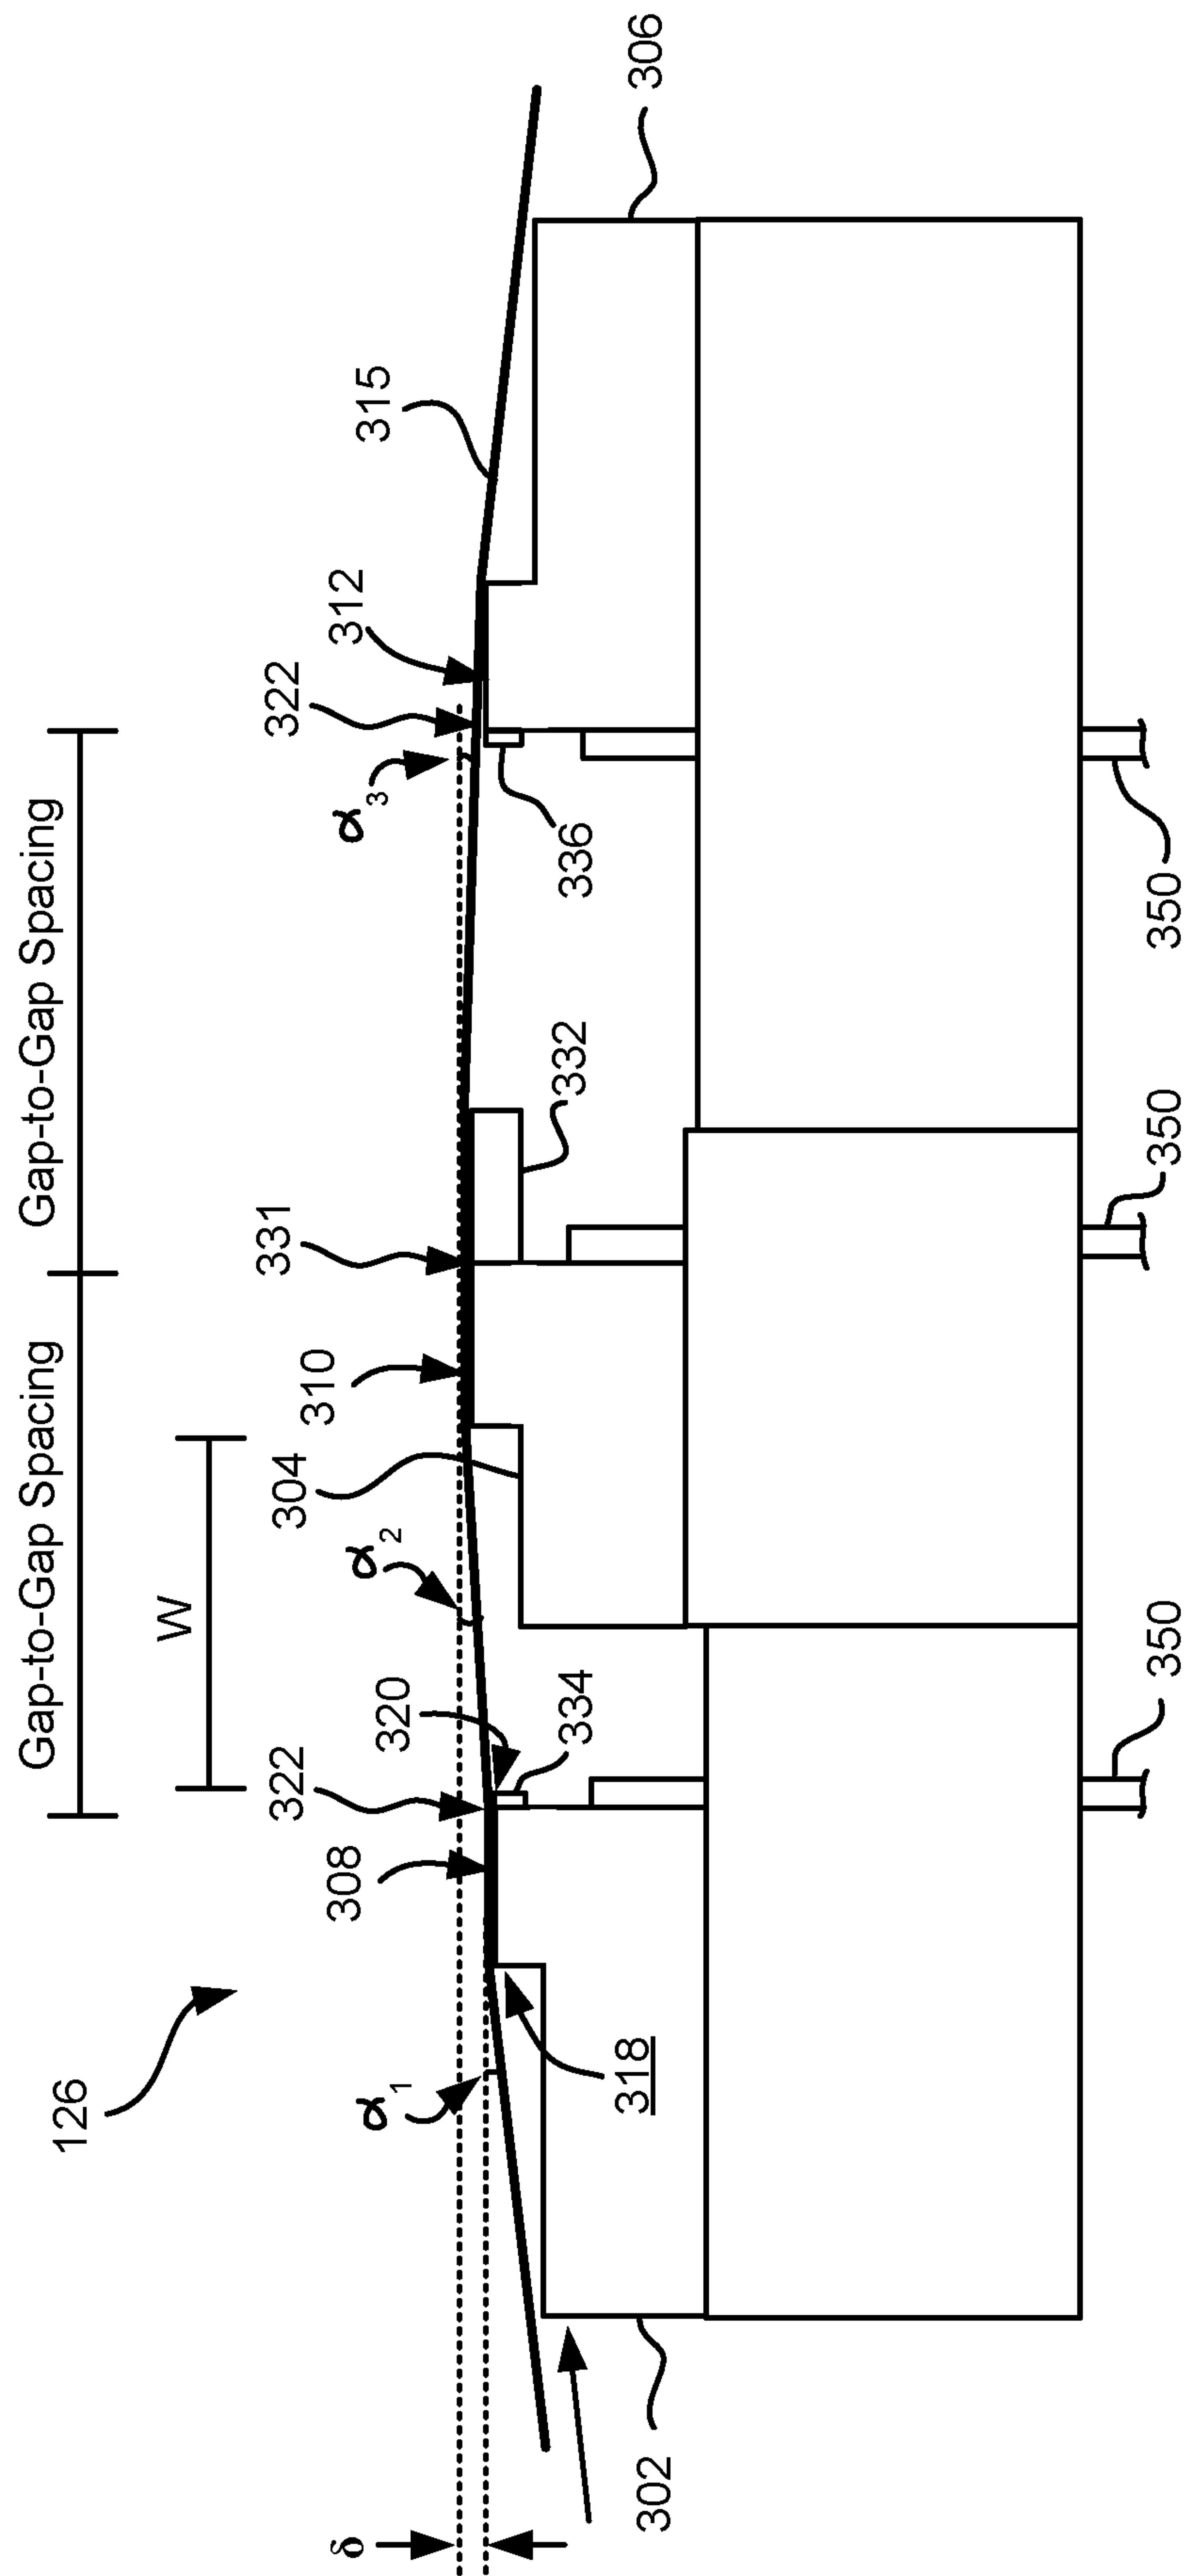 Gap-to-Gap Spacing
Gap-to-Gap Spacing
W
126
322
331
322
304
310
308
312
315
α1
α2
α3
δ
320
318
334
332
336
302
306
350
350
350